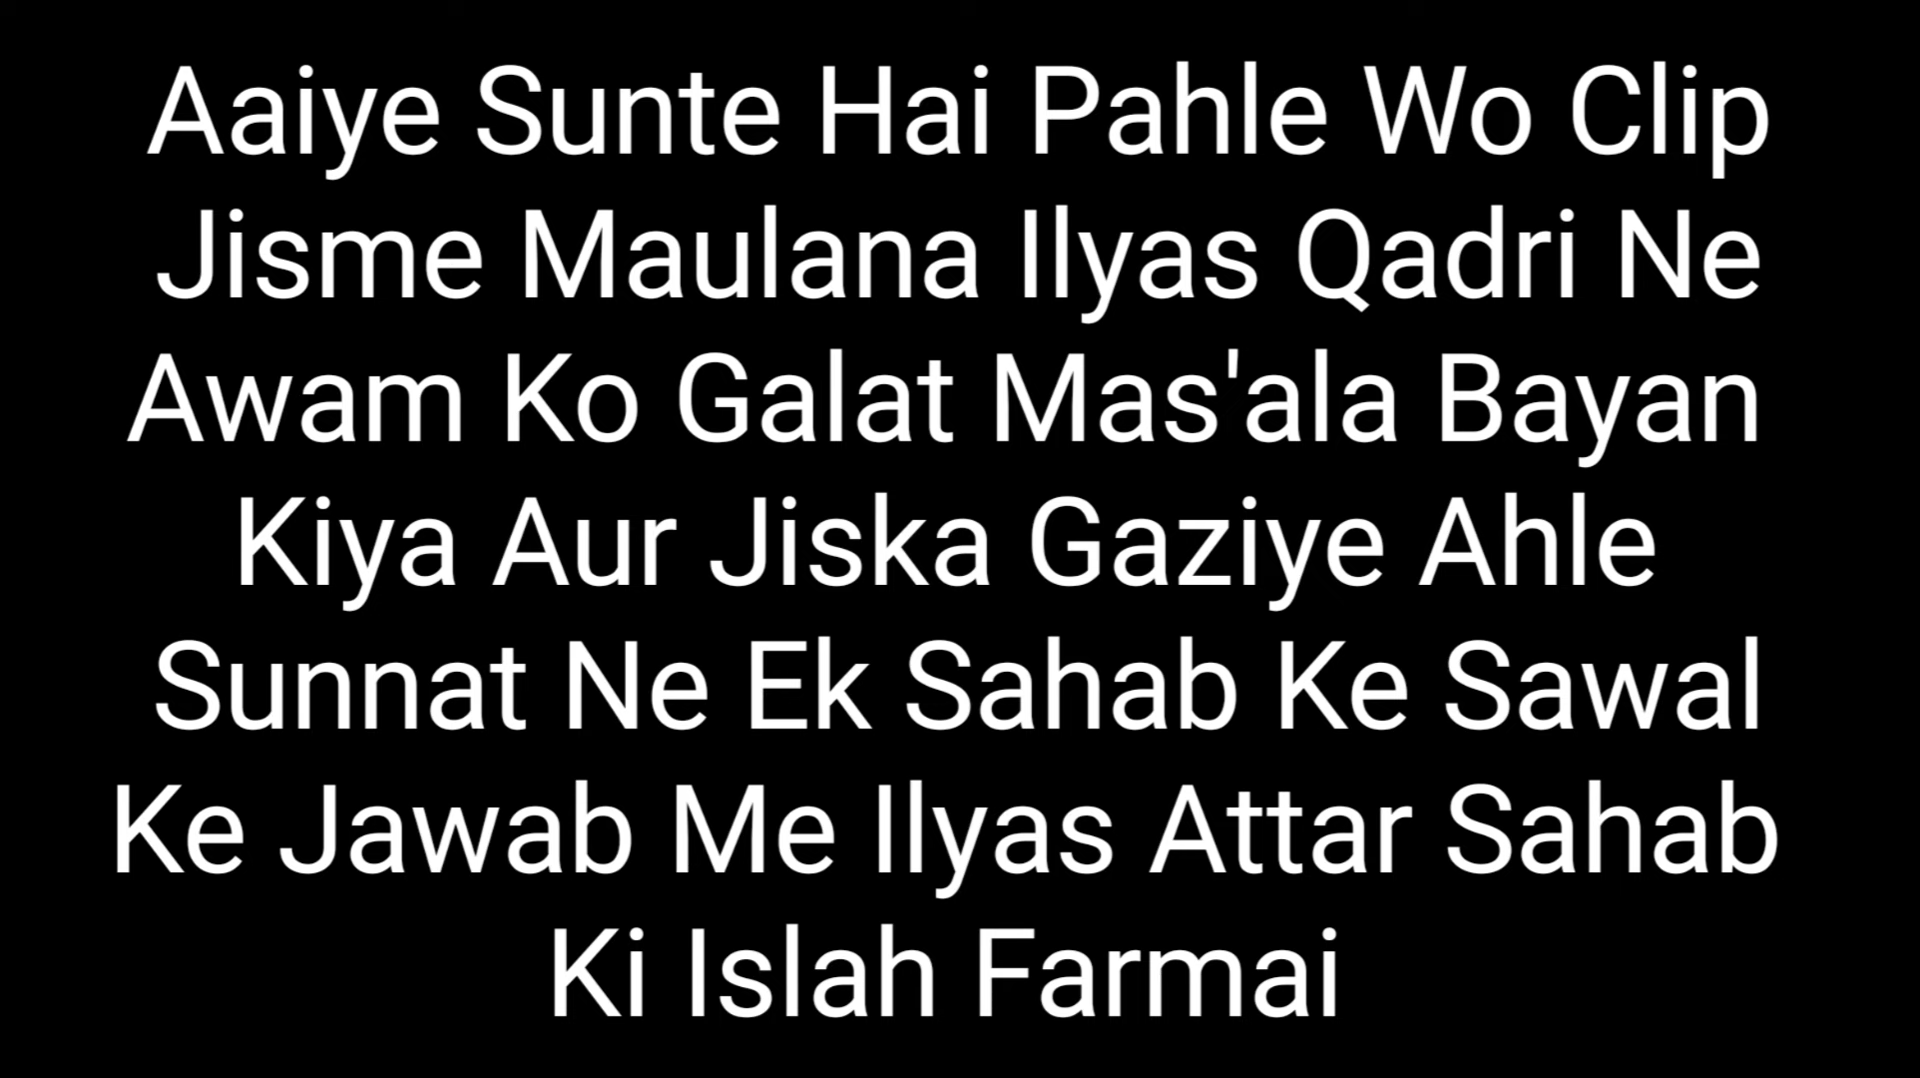 Aaiye Sunte Hai Pahle Wo Clip
Jisme Maulana Ilyas Qadri Ne
Awam Ko Galat Mas'ala Bayan
Kiya Aur Jiska Gaziye Ahle
Sunnat Ne Ek Sahab Ke Sawal
Ke Jawab Me Ilyas Attar Sahab
Ki Islah Farmai